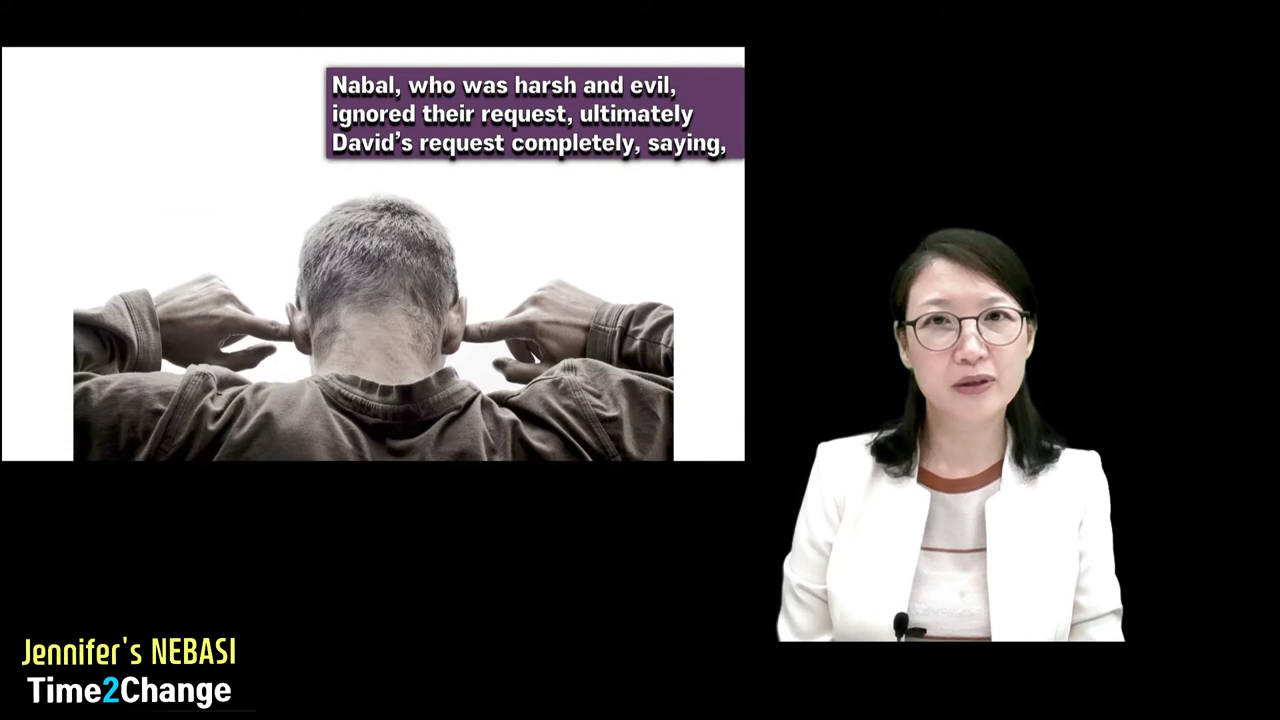 Nabal, who was harsh and evil,
ignored their request, ultimately
David's request completely, saying,
Jennifer's NEBASI
Time2Change